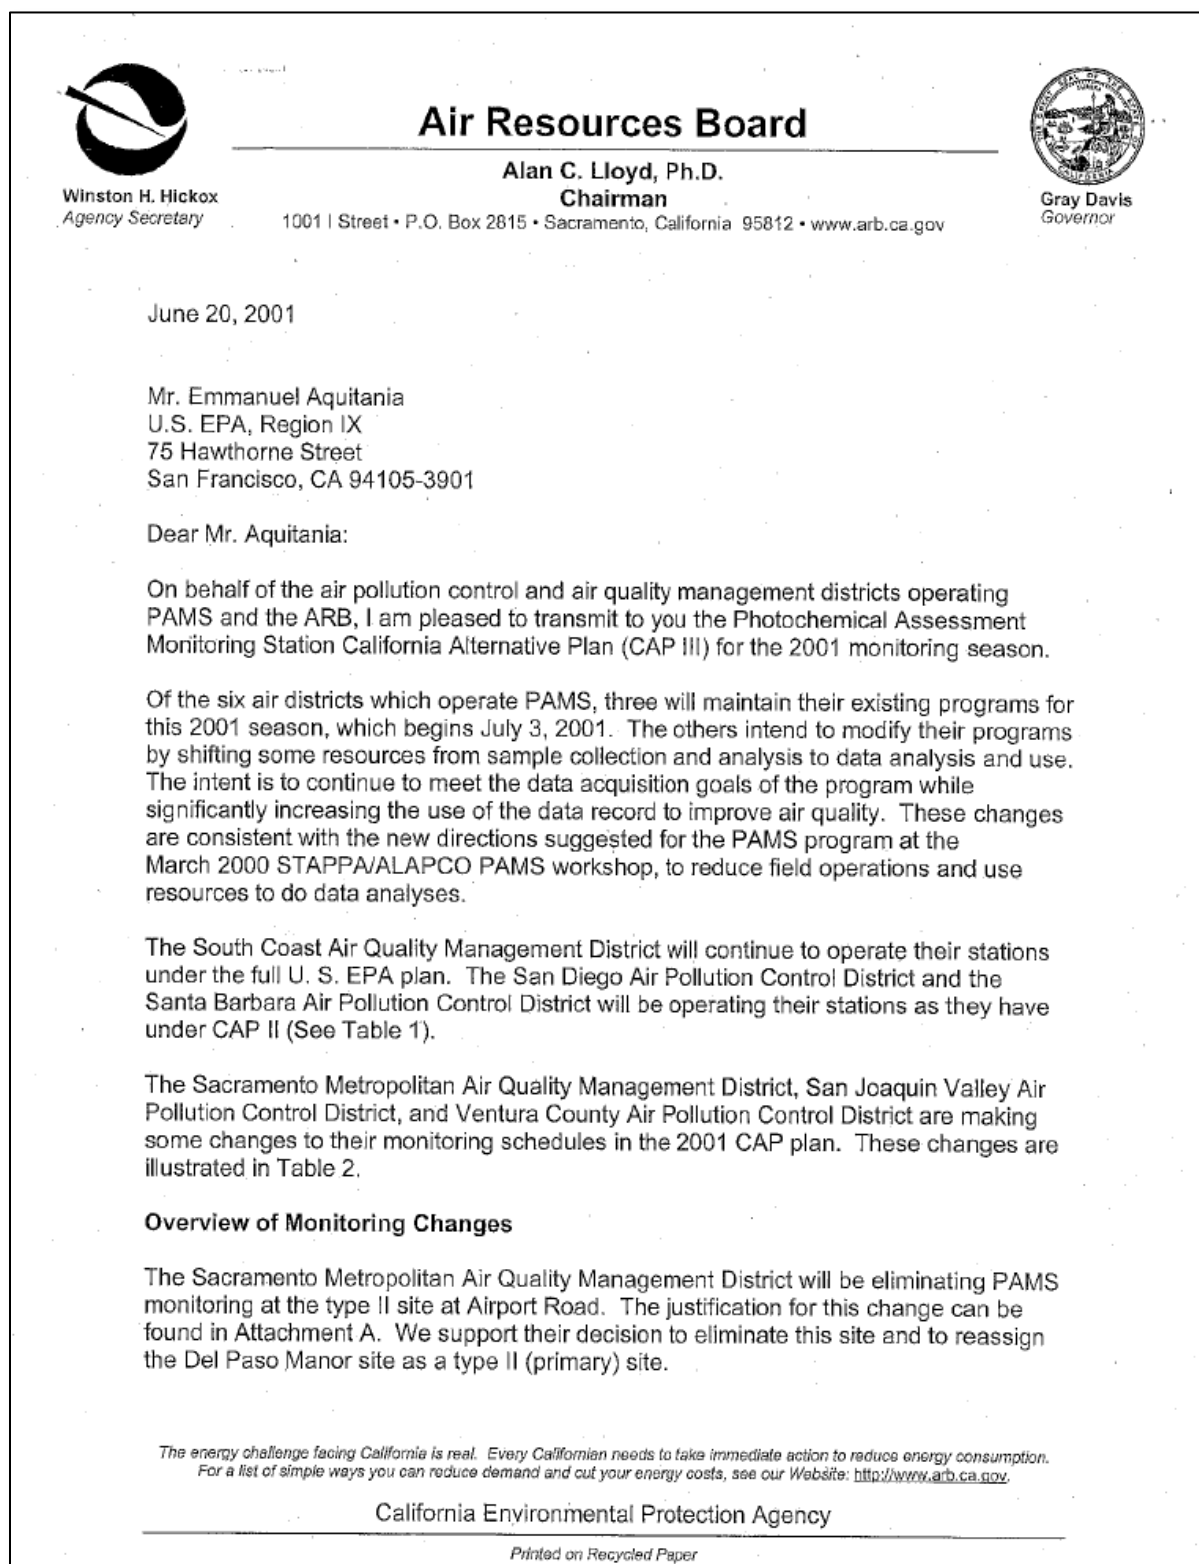 Air Resources Board
Alan C. Lloyd, Ph.D.
Chairman
1001 I Street • P.O. Box 2815 • Sacramento, California 95812 • www.arb.ca.gov
Winston H. Hickox
Agency Secretary
Gray Davis
Governor
June 20, 2001
Mr. Emmanuel Aquitania
U.S. EPA, Region IX
75 Hawthorne Street
San Francisco, CA 94105-3901
Dear Mr. Aquitania:
On behalf of the air pollution control and air quality management districts operating
PAMS and the ARB, I am pleased to transmit to you the Photochemical Assessment
Monitoring Station California Alternative Plan (CAP III) for the 2001 monitoring season.
Of the six air districts which operate PAMS, three will maintain their existing programs for
this 2001 season, which begins July 3, 2001. The others intend to modify their programs
by shifting some resources from sample collection and analysis to data analysis and use.
The intent is to continue to meet the data acquisition goals of the program while
significantly increasing the use of the data record to improve air quality. These changes
are consistent with the new directions suggested for the PAMS program at the
March 2000 STAPPA/ALAPCO PAMS workshop, to reduce field operations and use
resources to do data analyses.
The South Coast Air Quality Management District will continue to operate their stations
under the full U. S. EPA plan. The San Diego Air Pollution Control District and the
Santa Barbara Air Pollution Control District will be operating their stations as they have
under CAP II (See Table 1).
The Sacramento Metropolitan Air Quality Management District, San Joaquin Valley Air
Pollution Control District, and Ventura County Air Pollution Control District are making
some changes to their monitoring schedules in the 2001 CAP plan. These changes are
illustrated in Table 2.
Overview of Monitoring Changes
The Sacramento Metropolitan Air Quality Management District will be eliminating PAMS
monitoring at the type II site at Airport Road. The justification for this change can be
found in Attachment A. We support their decision to eliminate this site and to reassign
the Del Paso Manor site as a type II (primary) site.
The energy challenge facing California is real. Every Californian needs to take immediate action to reduce energy consumption.
For a list of simple ways you can reduce demand and cut your energy costs, see our Website: http://www.arb.ca.gov.
California Environmental Protection Agency
Printed on Recycled Paper